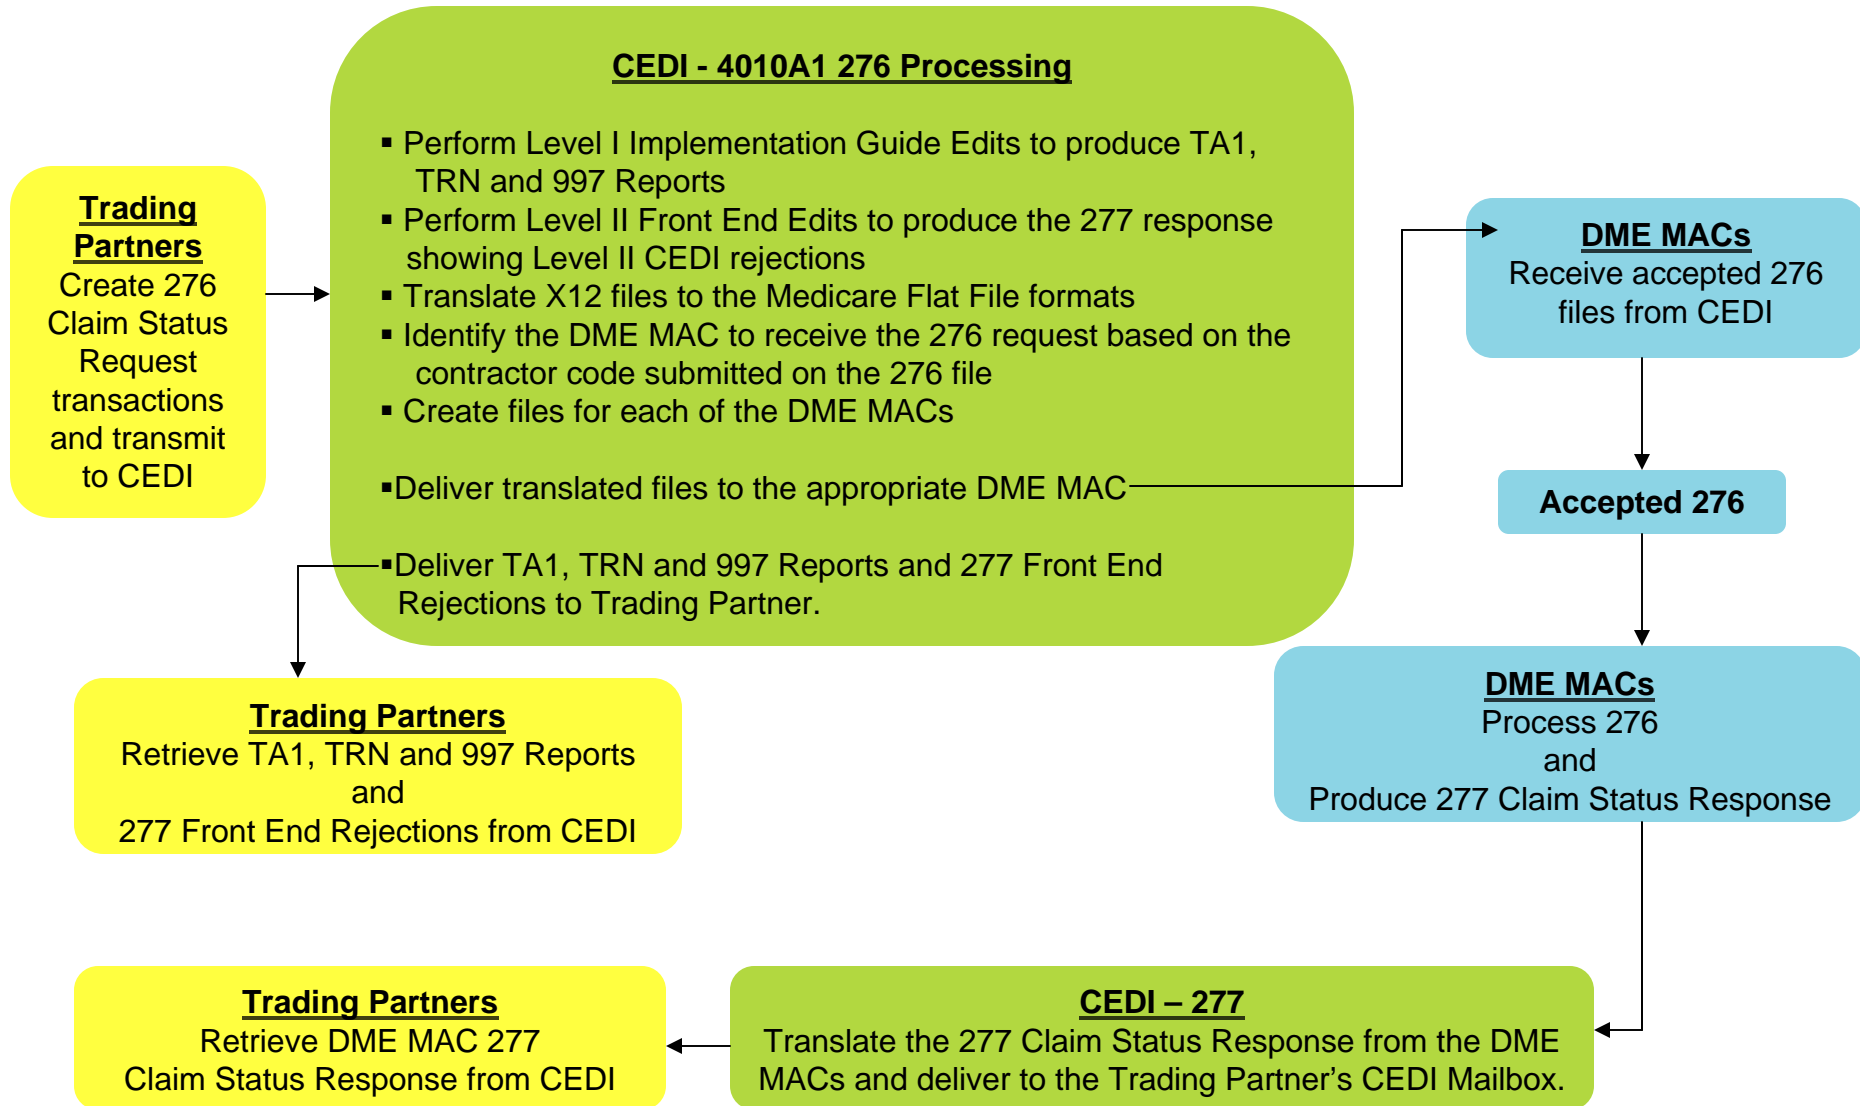 CEDI - 4010A1 276 Processing
▪ Perform Level I Implementation Guide Edits to produce TA1,
TRN and 997 Reports
▪ Perform Level II Front End Edits to produce the 277 response
showing Level II CEDI rejections
▪ Translate X12 files to the Medicare Flat File formats
▪ Identify the DME MAC to receive the 276 request based on the
contractor code submitted on the 276 file
▪ Create files for each of the DME MACs
▪Deliver translated files to the appropriate DME MAC
▪Deliver TA1, TRN and 997 Reports and 277 Front End
Rejections to Trading Partner.
Trading
Partners
Create 276
Claim Status
Request
transactions
and transmit
to CEDI
DME MACs
Receive accepted 276
files from CEDI
Accepted 276
DME MACs
Process 276
and
Produce 277 Claim Status Response
Trading Partners
Retrieve TA1, TRN and 997 Reports
and
277 Front End Rejections from CEDI
Trading Partners
Retrieve DME MAC 277
Claim Status Response from CEDI
CEDI – 277
Translate the 277 Claim Status Response from the DME
MACs and deliver to the Trading Partner’s CEDI Mailbox.